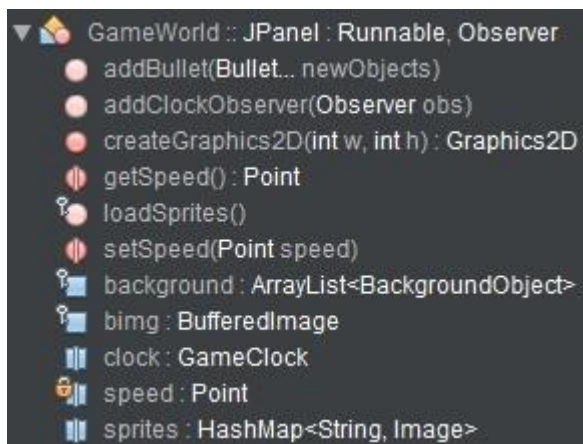 GameWorld :: JPanel : Runnable, Observer
addBullet(Bullet... newObjects)
addClockObserver(Observer obs)
createGraphics2D(int w, int h) : Graphics2D
getSpeed() : Point
loadSprites()
setSpeed(Point speed)
background : ArrayList<BackgroundObject>
bimg : BufferedImage
clock : GameClock
speed : Point
sprites : HashMap<String, Image>